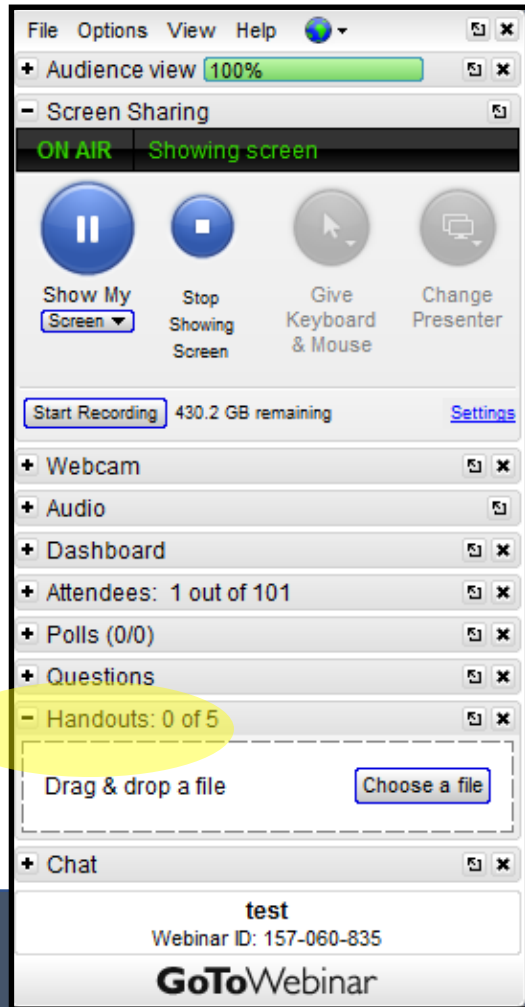 File Options View Help
Audience view 100%
Screen Sharing
ON AIR Showing screen
Show My
Screen
Stop
Showing
Screen
Give
Keyboard
& Mouse
Change
Presenter
Start Recording 430.2 GB remaining Settings
Webcam
Audio
Dashboard
Attendees: 1 out of 101
Polls (0/0)
Questions
Handouts: 0 of 5
Drag & drop a file Choose a file
Chat
test
Webinar ID: 157-060-835
GoToWebinar